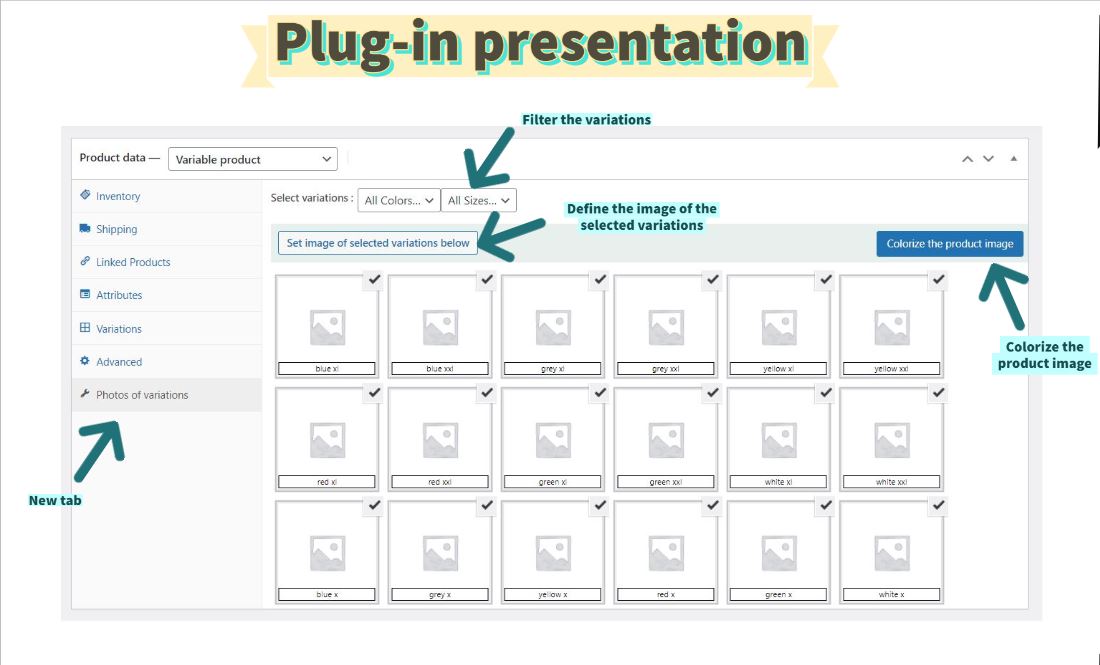 Plug-in presentation
Filter the variations
Product data —
Variable product
Inventory
Shipping
Linked Products
Attributes
Variations
Advanced
Photos of variations
New tab
Select variations :
All Colors...
All Sizes...
Define the image of the
selected variations
Set image of selected variations below
Colorize the product image
Colorize the
product image
blue xl
blue xxl
grey xl
grey xxl
yellow xl
yellow xxl
red xl
red xxl
green xl
green xxl
white xl
white xxl
blue x
grey x
yellow x
red x
green x
white x